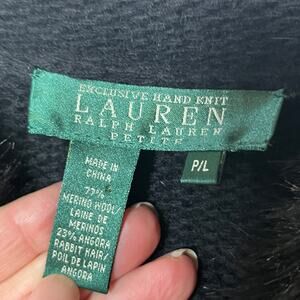 EXCLUSIVE HAND KNIT
LAUREN
RALPH LAUREN
PETITE
P/L
MADE IN
CHINA
77%
MERINO WOOL/
LAINE DE
MERINOS
23% ANGORA
RABBIT HAIR/
POIL DE LAPIN
ANGORA